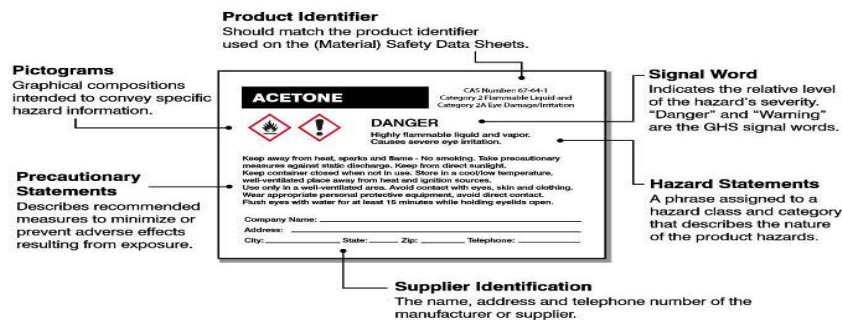 Product Identifier
Should match the product identifier
used on the (Material) Safety Data Sheets.
Pictograms
Graphical compositions
intended to convey specific
hazard information.
Signal Word
Indicates the relative level
of the hazard's severity.
"Danger" and "Warning"
are the GHS signal words.
ACETONE
CAS Number: 67-64-1
Category 2 Flammable Liquid and
Category 2A Eye Damage/Irritation
DANGER
Highly flammable liquid and vapor.
Causes severe eye irritation.
Keep away from heat, sparks and flame - No smoking. Take precautionary
measures against static discharge. Keep from direct sunlight.
Keep container closed when not in use. Store in a cool/low temperature,
well-ventilated place away from heat and ignition sources.
Use only in a well-ventilated area. Avoid contact with eyes, skin and clothing.
Wear appropriate personal protective equipment, avoid direct contact.
Flush eyes with water for at least 15 minutes while holding eyelids open.
Company Name:
Address:
City: State: Zip: Telephone:
Precautionary
Statements
Describes recommended
measures to minimize or
prevent adverse effects
resulting from exposure.
Hazard Statements
A phrase assigned to a
hazard class and category
that describes the nature
of the product hazards.
Supplier Identification
The name, address and telephone number of the
manufacturer or supplier.